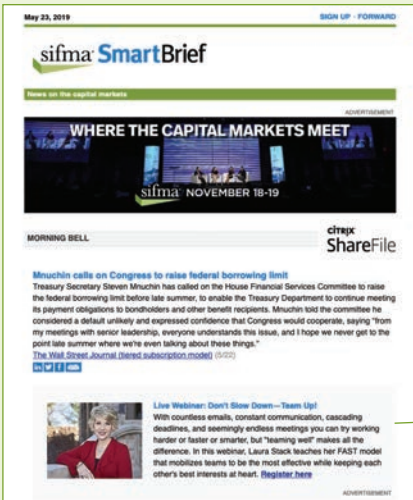 May 23, 2019
SIGN UP · FORWARD
sifma SmartBrief
News on the capital markets
ADVERTISEMENT
WHERE THE CAPITAL MARKETS MEET
sifma NOVEMBER 18-19
MORNING BELL
CITRIX
ShareFile
Mnuchin calls on Congress to raise federal borrowing limit
Treasury Secretary Steven Mnuchin has called on the House Financial Services Committee to raise
the federal borrowing limit before late summer, to enable the Treasury Department to continue meeting
its payment obligations to bondholders and other benefit recipients. Mnuchin told the committee he
considered a default unlikely and expressed confidence that Congress would cooperate, saying "from
my meetings with senior leadership, everyone understands this issue, and I hope we never get to the
point late summer where we're even talking about these things."
The Wall Street Journal (tiered subscription model) (5/22)
Live Webinar: Don't Slow Down—Team Up!
With countless emails, constant communication, cascading
deadlines, and seemingly endless meetings you can try working
harder or faster or smarter, but "teaming well" makes all the
difference. In this webinar, Laura Stack teaches her FAST model
that mobilizes teams to be the most effective while keeping each
other's best interests at heart. Register here
ADVERTISEMENT